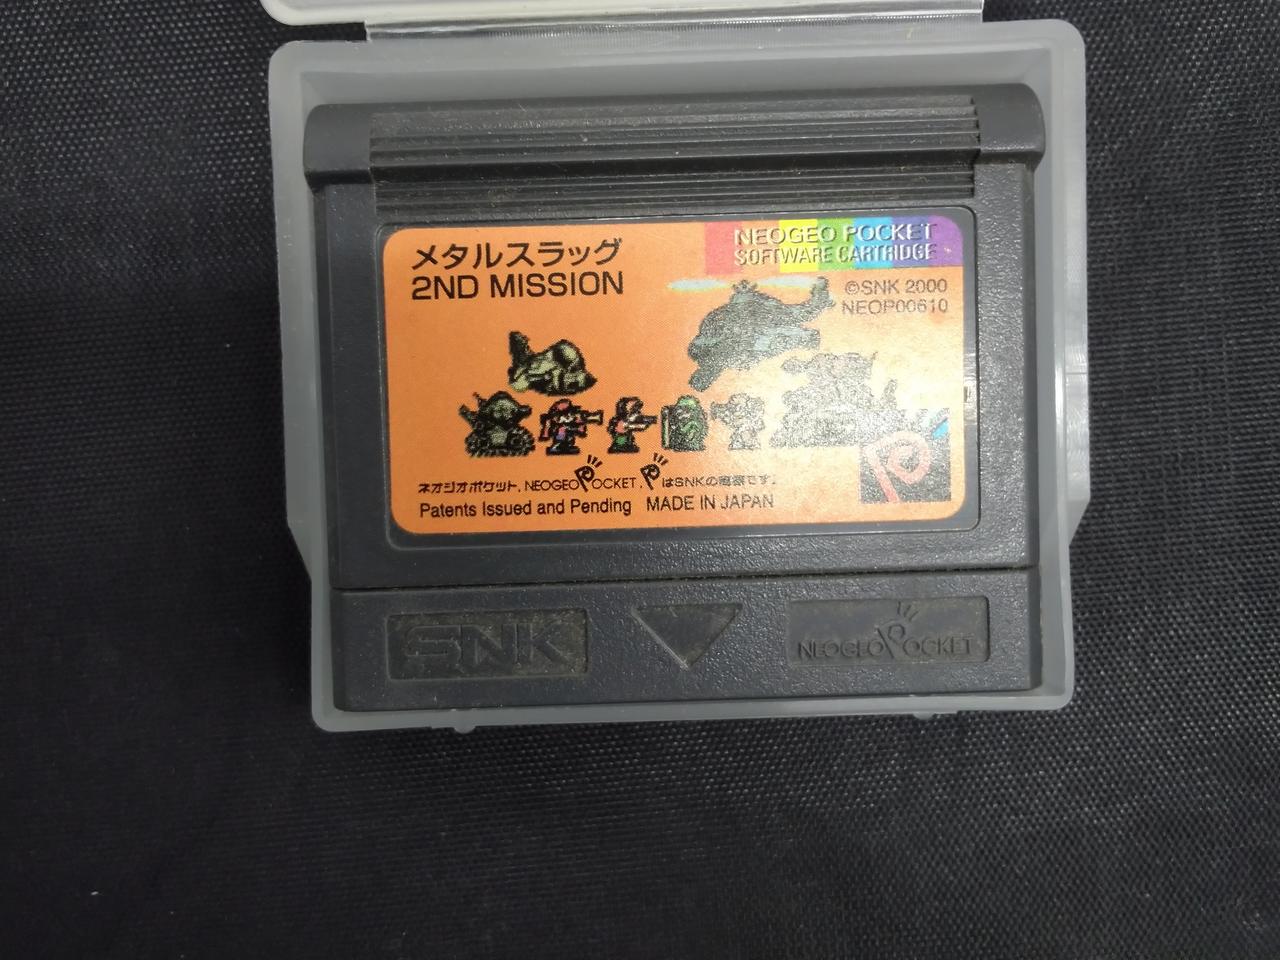 メタルスラッグ
2ND MISSION
NEOGEO POCKET
SOFTWARE CARTRIDGE
©SNK 2000
NEOP00610
ネオジオポケット, NEOGEO POCKET, P はSNKの商標です.
Patents Issued and Pending MADE IN JAPAN
SNK
NEOGEO POCKET